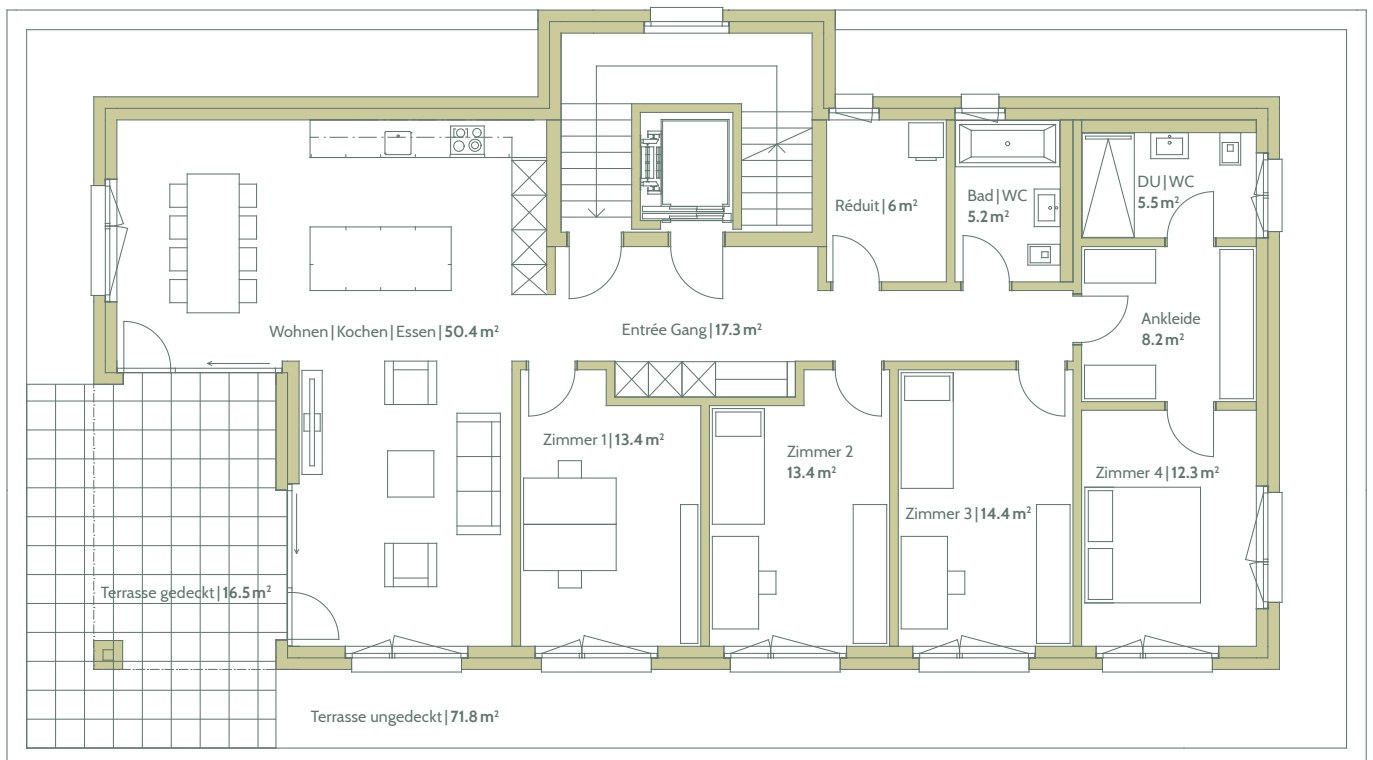 DU|WC
5.5 m²
Réduit|6 m²
Bad|WC
5.2 m²
Wohnen|Kochen|Essen|50.4 m²
Entrée Gang|17.3 m²
Ankleide
8.2 m²
Zimmer 1|13.4 m²
Zimmer 2
13.4 m²
Zimmer 4|12.3 m²
Zimmer 3|14.4 m²
Terrasse gedeckt|16.5 m²
Terrasse ungedeckt|71.8 m²